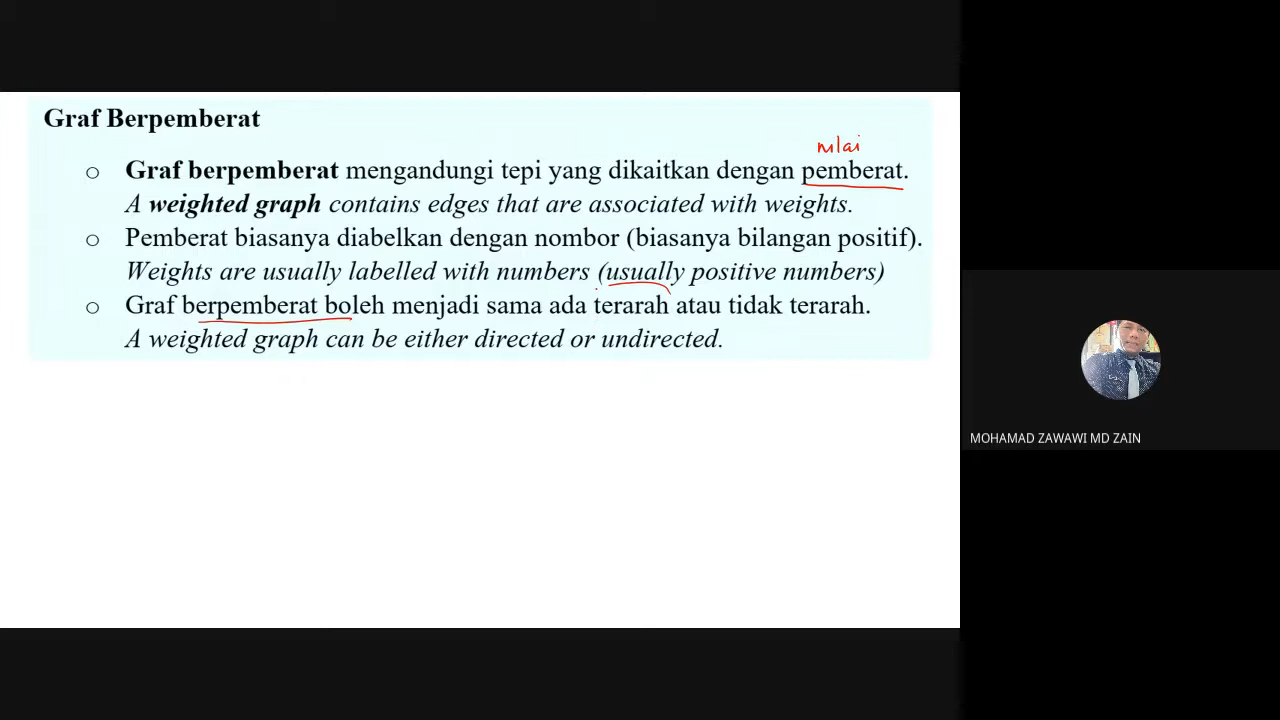 Graf Berpemberat
nilai
Graf berpemberat mengandungi tepi yang dikaitkan dengan pemberat.
A weighted graph contains edges that are associated with weights.
Pemberat biasanya diabelkan dengan nombor (biasanya bilangan positif).
Weights are usually labelled with numbers (usually positive numbers)
Graf berpemberat boleh menjadi sama ada terarah atau tidak terarah.
A weighted graph can be either directed or undirected.
MOHAMAD ZAWAWI MD ZAIN